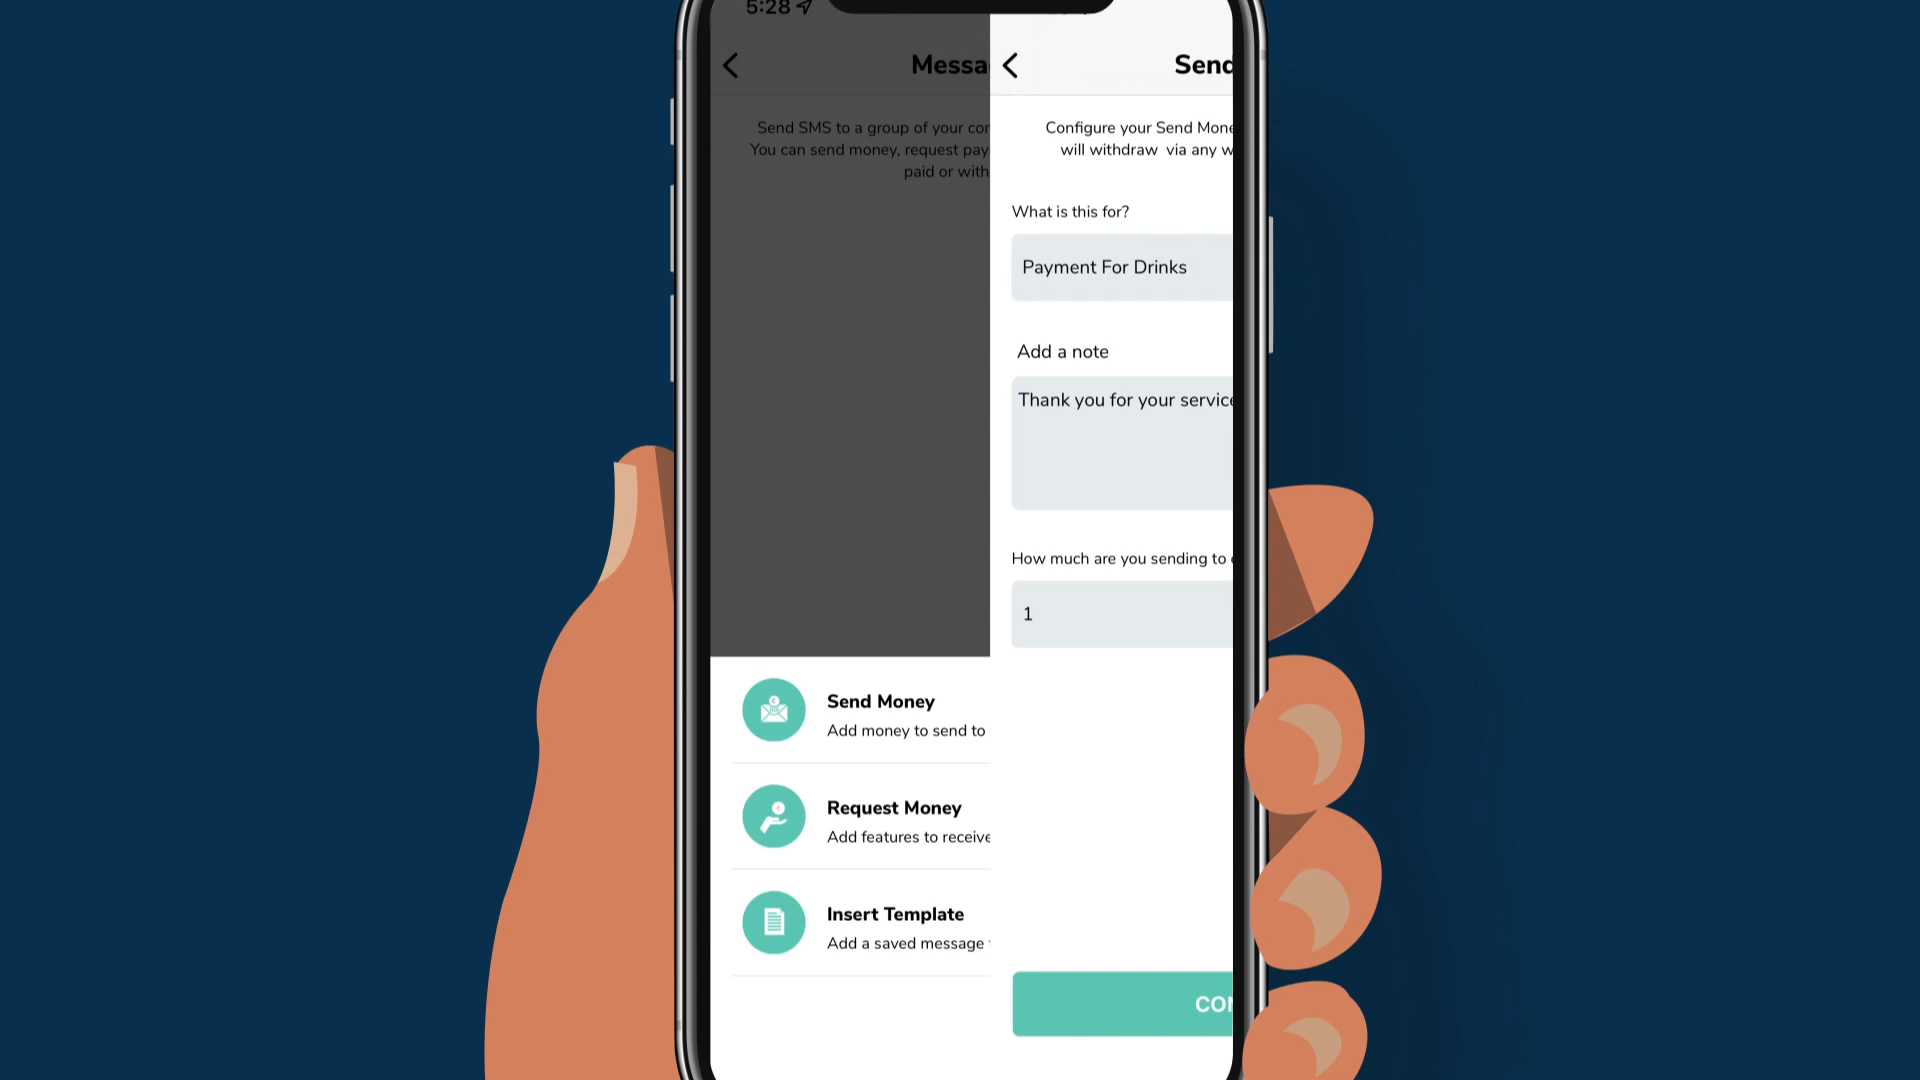 5:28
Messa
Send SMS to a group of your con
You can send money, request pay
paid or with
Send Money
Add money to send to
Request Money
Add features to receive
Insert Template
Add a saved message
Send
Configure your Send Mone
will withdraw via any w
What is this for?
Payment For Drinks
Add a note
Thank you for your service
How much are you sending to
1
CON